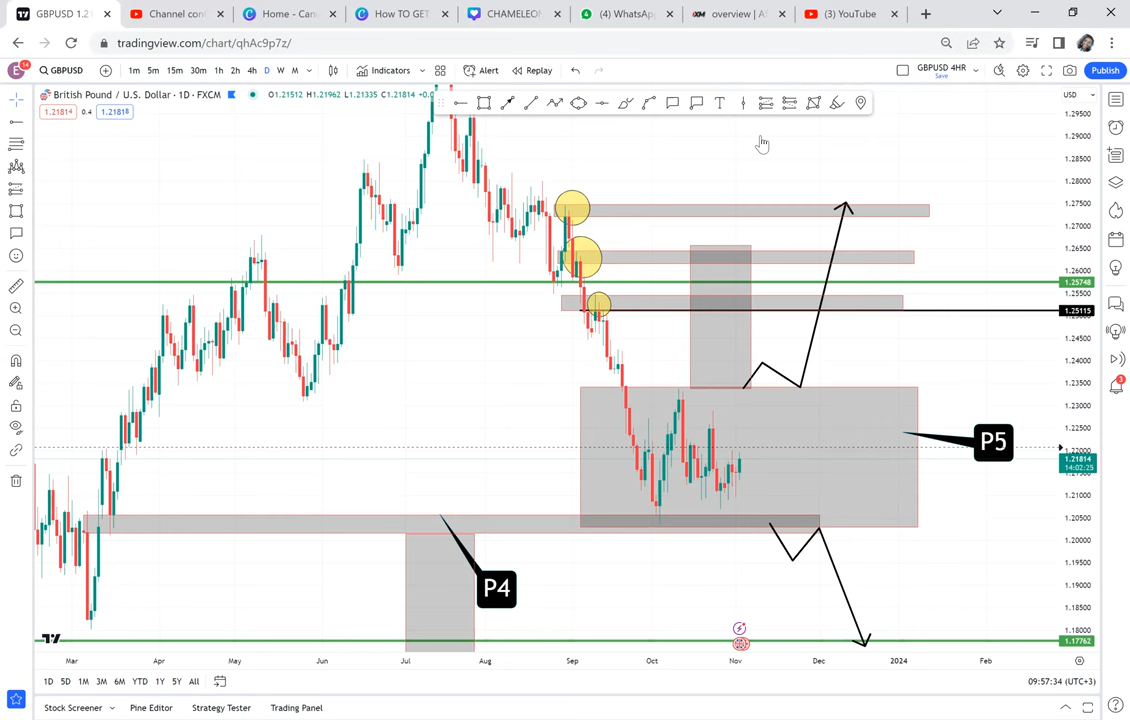 GBPUSD 1.21
Channel con
Home - Can
How TO GET
CHAMELEON
(4) WhatsApp
overview | A
(3) YouTube
tradingview.com/chart/qhAc9p7z/
E 14
GBPUSD 1m 5m 15m 30m 1h 2h 4h D W M Indicators Alert Replay GBPUSD 4HR Save Publish
British Pound / U.S. Dollar · 1D · FXCM O1.21512 H1.21962 L1.21335 C1.21814 +0.0
USD
1.21814 0.4 1.21818
T
1.29500
1.29000
1.28500
1.28000
1.27500
1.27000
1.26500
1.26000
1.25748
1.25500
1.25115
1.24500
1.24000
1.23500
1.23000
1.22500
1.22000
1.21814
14:02:25
1.21000
1.20500
1.20000
1.19500
1.19000
1.18500
1.18000
1.17762
P5
P4
3
Mar Apr May Jun Jul Aug Sep Oct Nov Dec 2024 Feb
1D 5D 1M 3M 6M YTD 1Y 5Y All 09:57:34 (UTC+3)
Stock Screener Pine Editor Strategy Tester Trading Panel